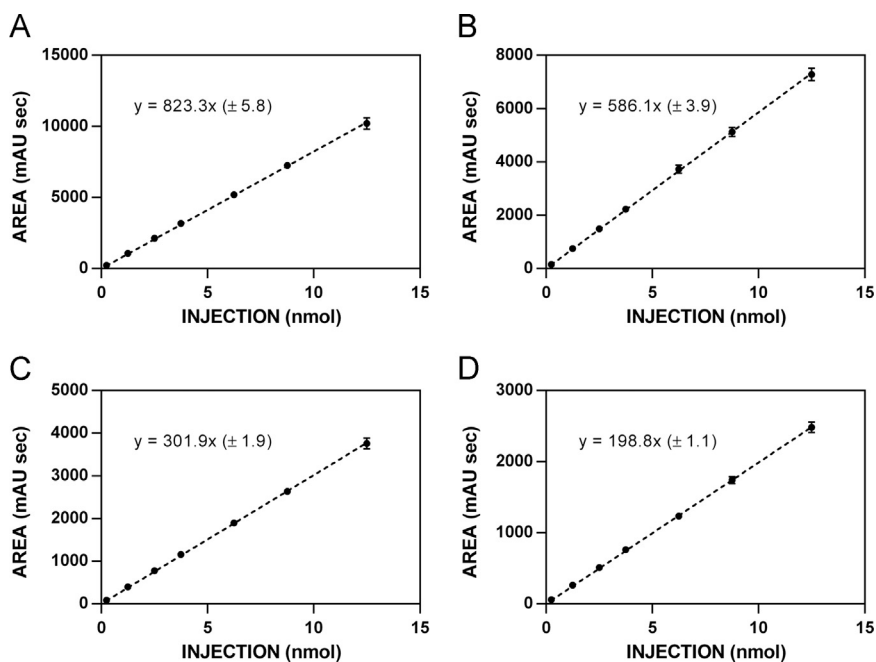 A
AREA (mAU sec)
15000
10000
5000
0
y = 823.3x (± 5.8)
0 5 10 15
INJECTION (nmol)
B
AREA (mAU sec)
8000
6000
4000
2000
0
y = 586.1x (± 3.9)
0 5 10 15
INJECTION (nmol)
C
AREA (mAU sec)
5000
4000
3000
2000
1000
0
y = 301.9x (± 1.9)
0 5 10 15
INJECTION (nmol)
D
AREA (mAU sec)
3000
2000
1000
0
y = 198.8x (± 1.1)
0 5 10 15
INJECTION (nmol)